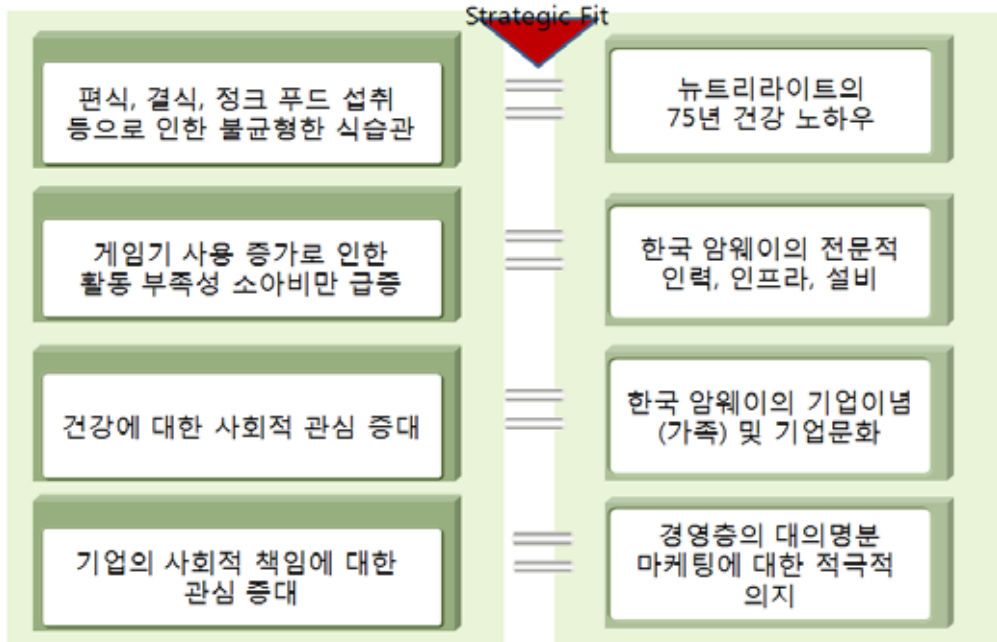 Strategic Fit
편식, 결식, 정크 푸드 섭취
등으로 인한 불균형한 식습관
뉴트리라이트의
75년 건강 노하우
게임기 사용 증가로 인한
활동 부족성 소아비만 급증
한국 암웨이의 전문적
인력, 인프라, 설비
건강에 대한 사회적 관심 증대
한국 암웨이의 기업이념
(가족) 및 기업문화
기업의 사회적 책임에 대한
관심 증대
경영층의 대의명분
마케팅에 대한 적극적
의지